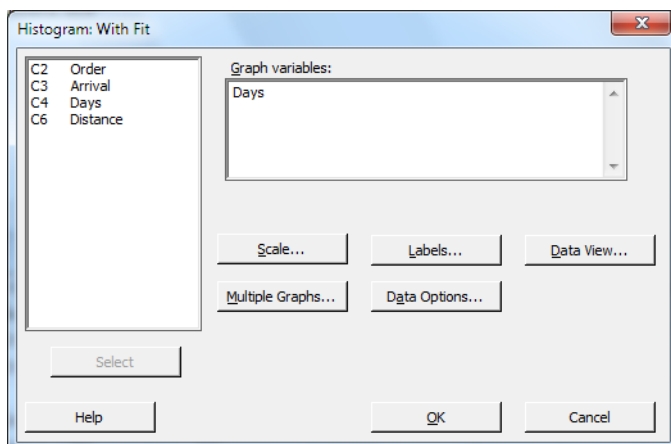 Histogram: With Fit
C2 Order
C3 Arrival
C4 Days
C6 Distance
Graph variables:
Days
Scale... Labels... Data View...
Multiple Graphs... Data Options...
Select
Help OK Cancel